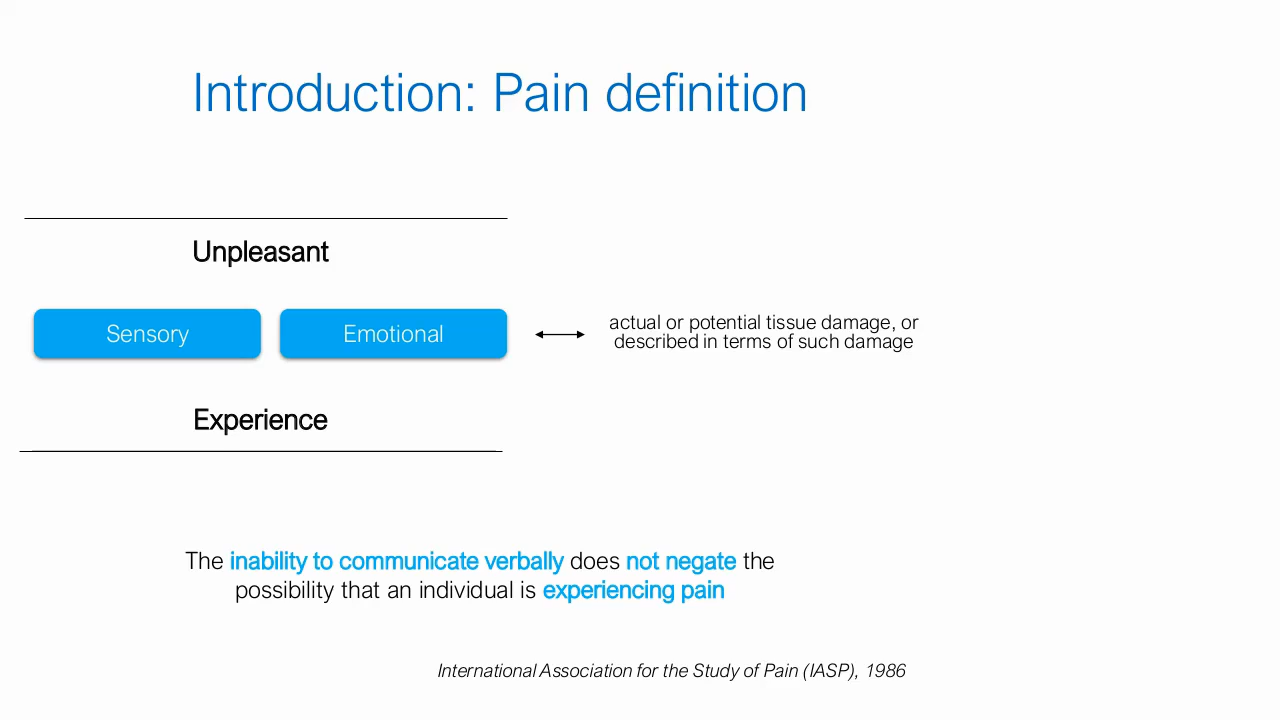 Introduction: Pain definition
Unpleasant
Sensory
Emotional
actual or potential tissue damage, or
described in terms of such damage
Experience
The inability to communicate verbally does not negate the
possibility that an individual is experiencing pain
International Association for the Study of Pain (IASP), 1986